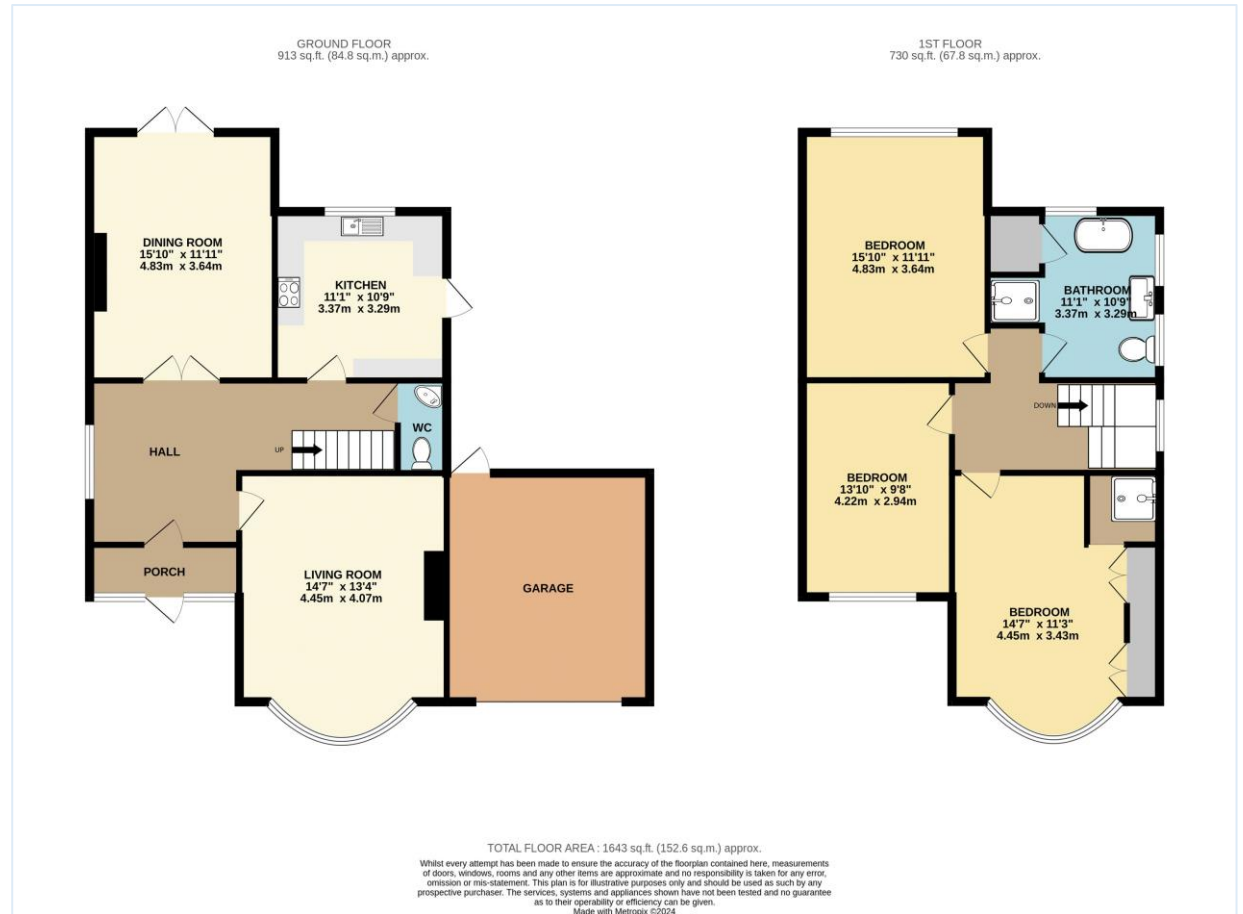 GROUND FLOOR
913 sq.ft. (84.8 sq.m.) approx.
DINING ROOM
15'10" x 11'11"
4.83m x 3.64m
KITCHEN
11'1" x 10'9"
3.37m x 3.29m
HALL
UP
WC
PORCH
LIVING ROOM
14'7" x 13'4"
4.45m x 4.07m
GARAGE
1ST FLOOR
730 sq.ft. (67.8 sq.m.) approx.
BEDROOM
15'10" x 11'11"
4.83m x 3.64m
BATHROOM
11'1" x 10'9"
3.37m x 3.29m
DOWN
BEDROOM
13'10" x 9'8"
4.22m x 2.94m
BEDROOM
14'7" x 11'3"
4.45m x 3.43m
TOTAL FLOOR AREA : 1643 sq.ft. (152.6 sq.m.) approx.
Whilst every attempt has been made to ensure the accuracy of the floorplan contained here, measurements
of doors, windows, rooms and any other items are approximate and no responsibility is taken for any error,
omission or mis-statement. This plan is for illustrative purposes only and should be used as such by any
prospective purchaser. The services, systems and appliances shown have not been tested and no guarantee
as to their operability or efficiency can be given.
Made with Metropix ©2024